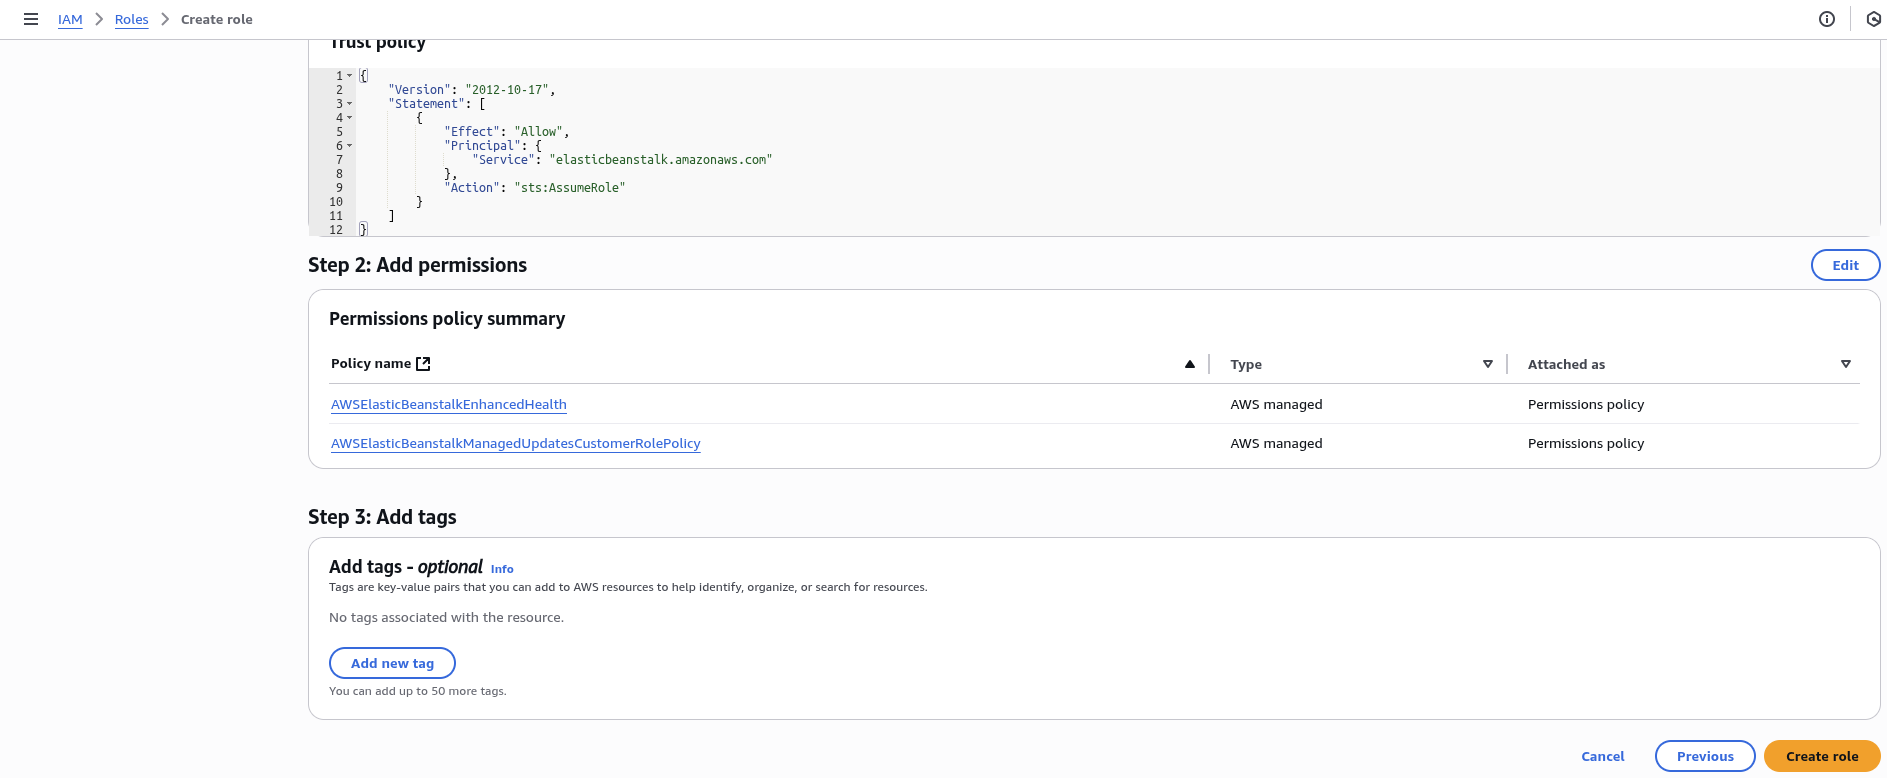 IAM > Roles > Create role
Trust policy
1 {
2 "Version": "2012-10-17",
3 "Statement": [
4 {
5 "Effect": "Allow",
6 "Principal": {
7 "Service": "elasticbeanstalk.amazonaws.com"
8 },
9 "Action": "sts:AssumeRole"
10 }
11 ]
12 }
Step 2: Add permissions
Edit
Permissions policy summary
Policy name Type Attached as
AWSElasticBeanstalkEnhancedHealth AWS managed Permissions policy
AWSElasticBeanstalkManagedUpdatesCustomerRolePolicy AWS managed Permissions policy
Step 3: Add tags
Add tags - optional Info
Tags are key-value pairs that you can add to AWS resources to help identify, organize, or search for resources.
No tags associated with the resource.
Add new tag
You can add up to 50 more tags.
Cancel Previous Create role